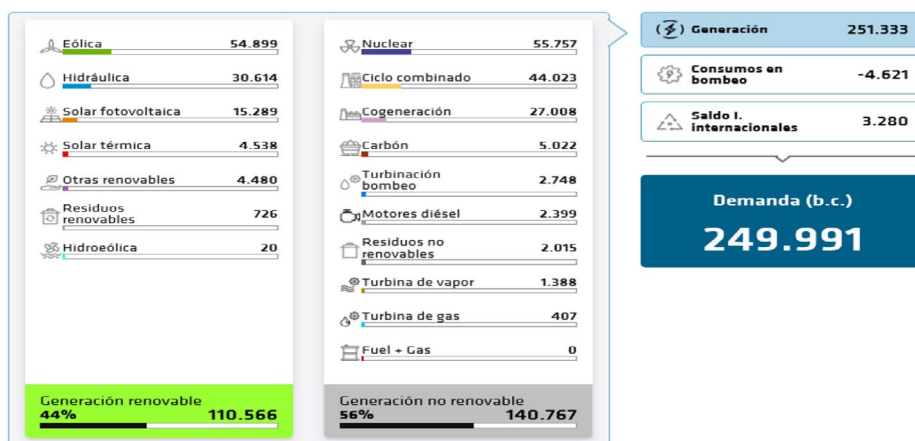 Eólica 54.899
Hidráulica 30.614
Solar fotovoltaica 15.289
Solar térmica 4.538
Otras renovables 4.480
Residuos
renovables 726
Hidroeólica 20
Generación renovable
44% 110.566
Nuclear 55.757
Ciclo combinado 44.023
Cogeneración 27.008
Carbón 5.022
Turbinación
bombeo 2.748
Motores diésel 2.399
Residuos no
renovables 2.015
Turbina de vapor 1.388
Turbina de gas 407
Fuel + Gas 0
Generación no renovable
56% 140.767
Generación 251.333
Consumos en
bombeo -4.621
Saldo I.
internacionales 3.280
Demanda (b.c.)
249.991